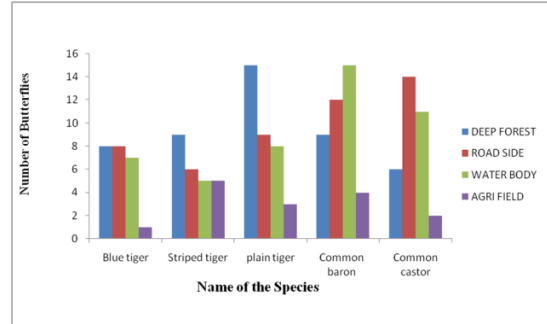 16
14
12
10
8
6
4
2
0
Number of Butterflies
Blue tiger
Striped tiger
plain tiger
Common baron
Common castor
Name of the Species
DEEP FOREST
ROAD SIDE
WATER BODY
AGRI FIELD